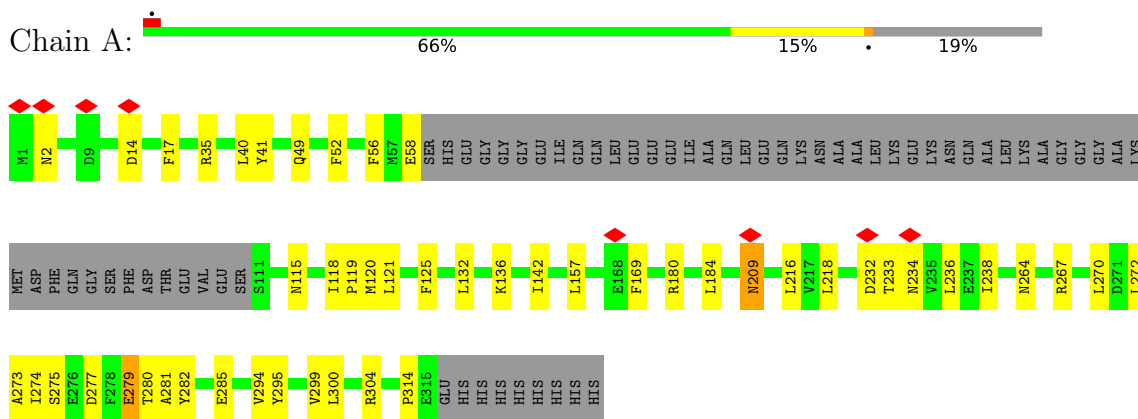 Chain A:
66% 15% • 19%
M1 N2 D9 D14 F17 R35 L40 Y41 Q49 F52 F56 M57 E58 SER HIS GLU GLY GLY GLY GLU ILE GLN GLN LEU GLU GLU GLU ILE ALA GLN LEU GLU GLN LYS ASN ALA ALA LEU LYS GLU LYS ASN GLN ALA LEU LYS ALA GLY GLY GLY ALA LYS
MET ASP PHE GLN GLY SER PHE ASP THR GLU VAL GLU SER S111 N115 I118 P119 M120 L121 F125 L132 K136 I142 L157 E168 F169 R180 L184 N209 L216 V217 L218 D232 T233 N234 V235 L236 E237 I238 N264 R267 L270 D271 L272
A273 I274 S275 E276 D277 F278 E279 T280 A281 Y282 E285 V294 Y295 V299 L300 R304 P314 E315 GLU HIS HIS HIS HIS HIS HIS